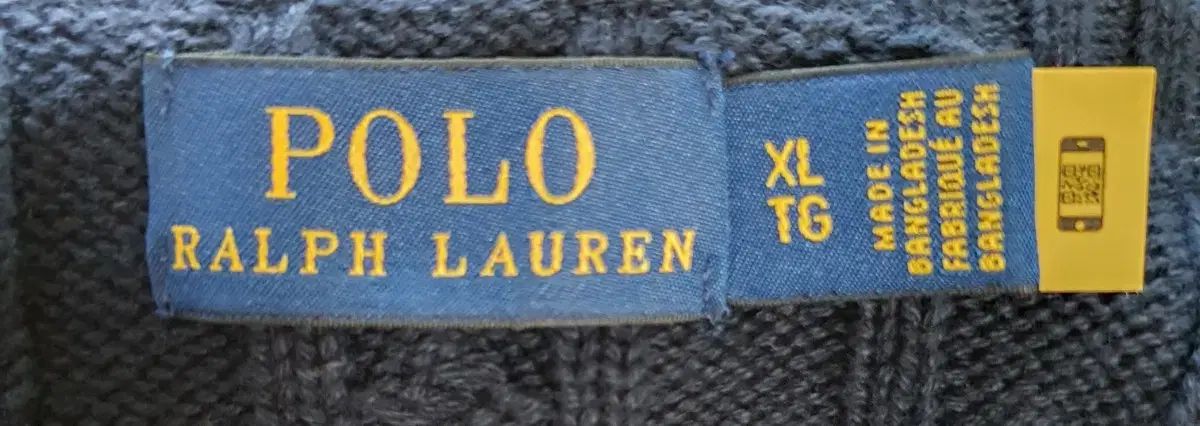 POLO
RALPH LAUREN
XL
TG
MADE IN
BANGLADESH
FABRIQUÉ AU
BANGLADESH